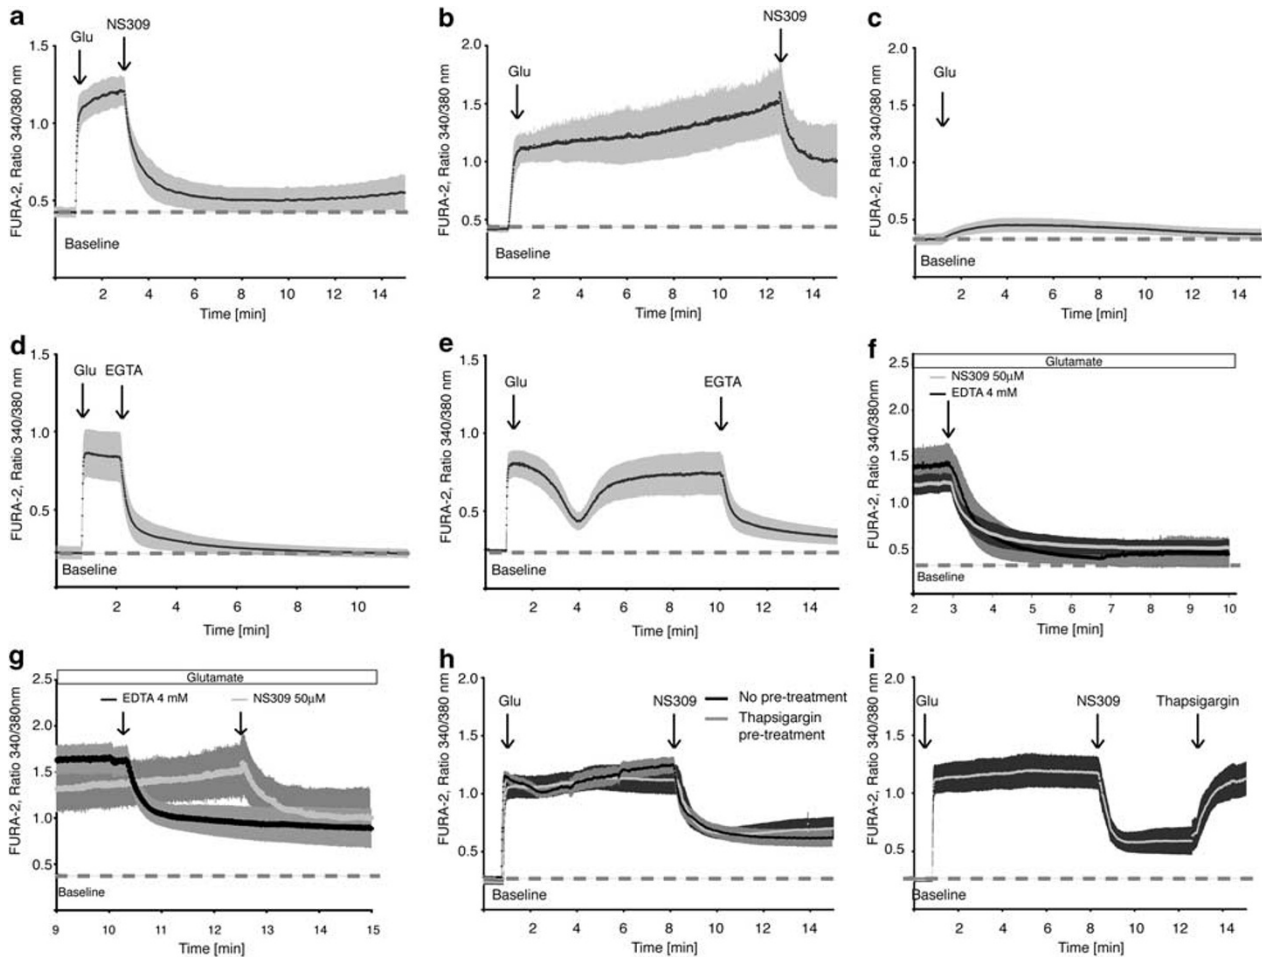 a
Glu
NS309
FURA-2, Ratio 340/380 nm
1.5
1.0
0.5
Baseline
2 4 6 8 10 12 14
Time [min]
b
Glu
NS309
FURA-2, Ratio 340/380 nm
2.0
1.5
1.0
0.5
Baseline
2 4 6 8 10 12 14
Time [min]
c
Glu
FURA-2, Ratio 340/380 nm
2.0
1.5
1.0
0.5
Baseline
2 4 6 8 10 12 14
Time [min]
d
Glu EGTA
FURA-2, Ratio 340/380 nm
1.5
1.0
0.5
Baseline
2 4 6 8 10
Time [min]
e
Glu
EGTA
FURA-2, Ratio 340/380 nm
1.5
1.0
0.5
Baseline
2 4 6 8 10 12 14
Time [min]
f
Glutamate
NS309 50μM
EDTA 4 mM
FURA-2, Ratio 340/380nm
2.5
2.0
1.5
1.0
0.5
Baseline
2 3 4 5 6 7 8 9 10
Time [min]
g
Glutamate
EDTA 4 mM
NS309 50μM
FURA-2, Ratio 340/380nm
2.5
2.0
1.5
1.0
0.5
Baseline
9 10 11 12 13 14 15
Time [min]
h
Glu
NS309
No pre-treatment
Thapsigargin
pre-treatment
FURA-2, Ratio 340/380 nm
2.0
1.5
1.0
0.5
Baseline
2 4 6 8 10 12 14
Time [min]
i
Glu
NS309
Thapsigargin
FURA-2, Ratio 340/380 nm
2.0
1.5
1.0
0.5
Baseline
2 4 6 8 10 12 14
Time [min]